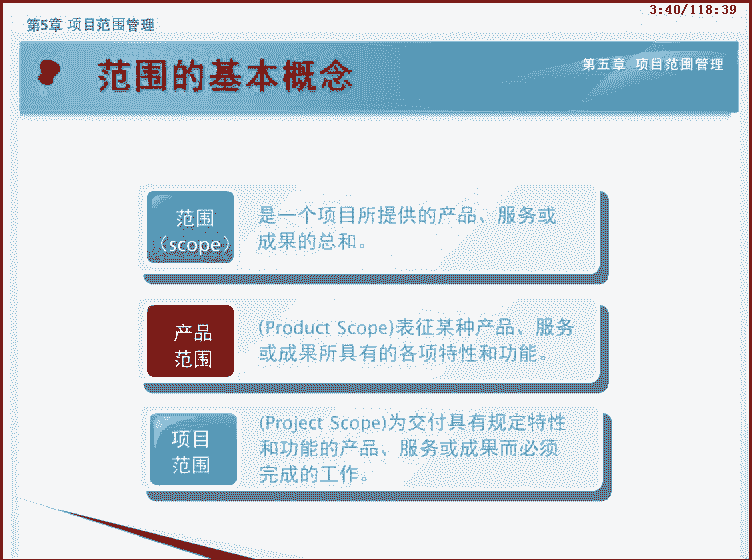 3:40/118:39
第5章 项目范围管理
范围的基本概念
第五章 项目范围管理
范围
（scope）
是一个项目所提供的产品、服务或
成果的总和。
产品
范围
(Product Scope)表征某种产品、服务
或成果所具有的各项特性和功能。
项目
范围
(Project Scope)为交付具有规定特性
和功能的产品、服务或成果而必须
完成的工作。